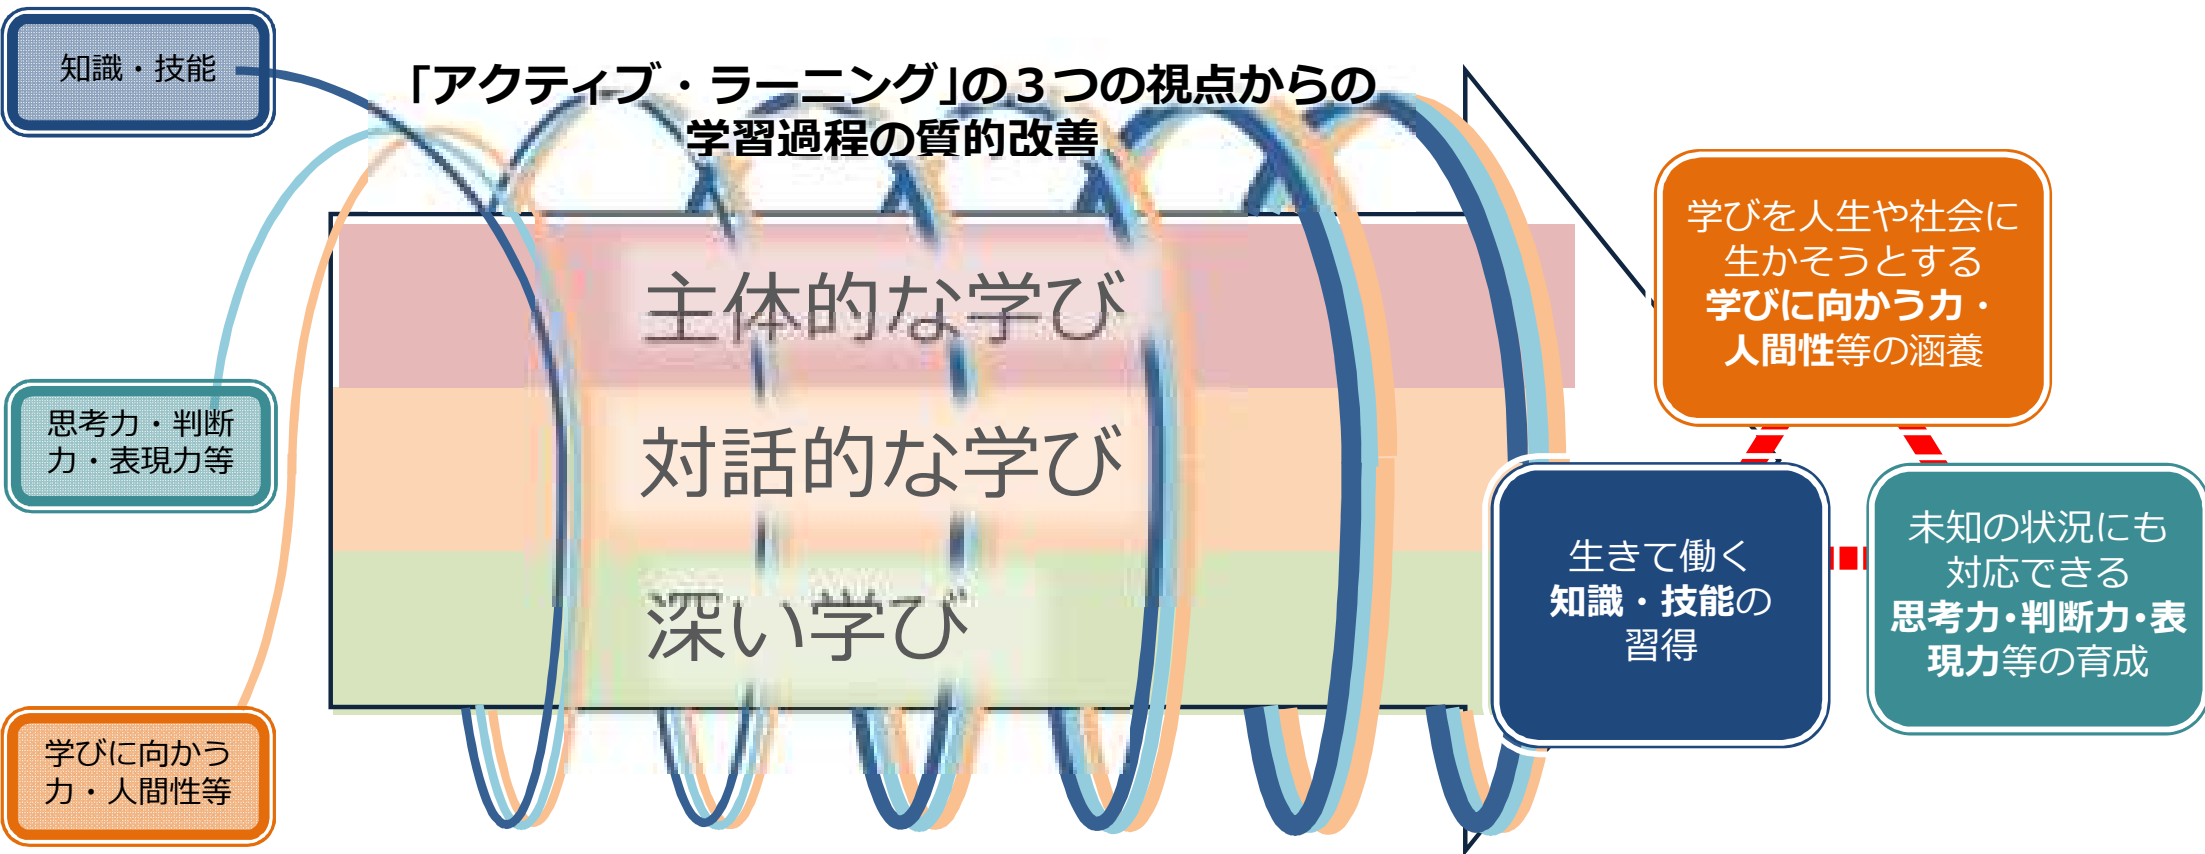 知識・技能
「アクティブ・ラーニング」の３つの視点からの
学習過程の質的改善
思考力・判断
力・表現力等
学びに向かう
力・人間性等
主体的な学び
対話的な学び
深い学び
学びを人生や社会に
生かそうとする
学びに向かう力・
人間性等の涵養
生きて働く
知識・技能の
習得
未知の状況にも
対応できる
思考力・判断力・表
現力等の育成